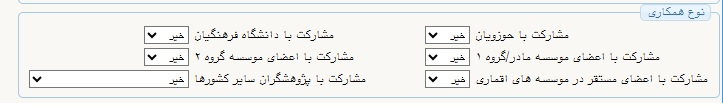 نوع همکاری
مشارکت با حوزویان خیر مشارکت با دانشگاه فرهنگیان خیر
مشارکت با اعضای موسسه مادر/گروه ۱ خیر مشارکت با اعضای موسسه گروه ۲ خیر
مشارکت با اعضای مستقر در موسسه های اقماری خیر مشارکت با پژوهشگران سایر کشورها خیر